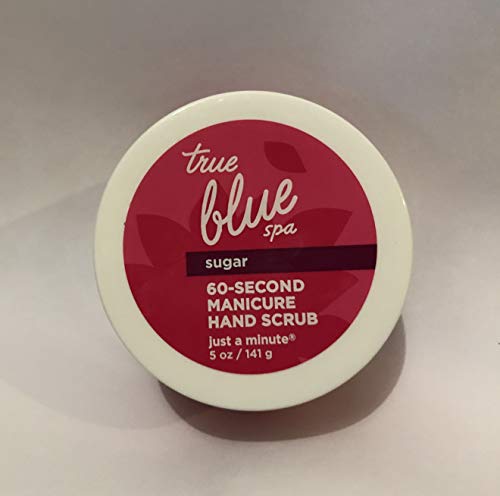 true
blue
spa
sugar
60-SECOND
MANICURE
HAND SCRUB
just a minute®
5 oz / 141 g